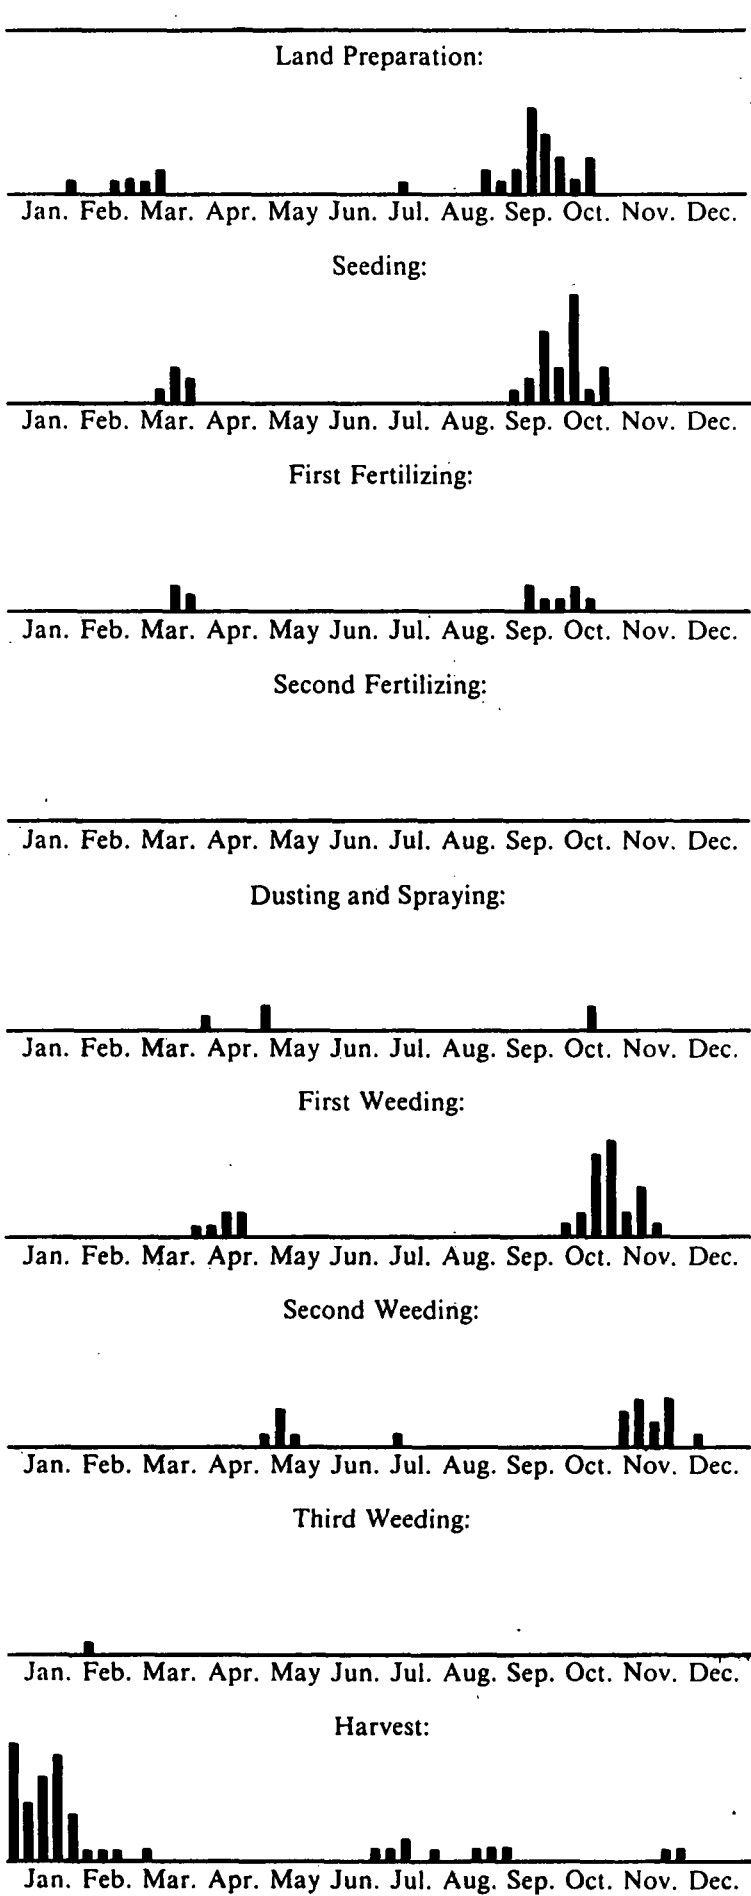 Land Preparation:
Jan. Feb. Mar. Apr. May Jun. Jul. Aug. Sep. Oct. Nov. Dec.
Seeding:
Jan. Feb. Mar. Apr. May Jun. Jul. Aug. Sep. Oct. Nov. Dec.
First Fertilizing:
Jan. Feb. Mar. Apr. May Jun. Jul. Aug. Sep. Oct. Nov. Dec.
Second Fertilizing:
Jan. Feb. Mar. Apr. May Jun. Jul. Aug. Sep. Oct. Nov. Dec.
Dusting and Spraying:
Jan. Feb. Mar. Apr. May Jun. Jul. Aug. Sep. Oct. Nov. Dec.
First Weeding:
Jan. Feb. Mar. Apr. May Jun. Jul. Aug. Sep. Oct. Nov. Dec.
Second Weeding:
Jan. Feb. Mar. Apr. May Jun. Jul. Aug. Sep. Oct. Nov. Dec.
Third Weeding:
Jan. Feb. Mar. Apr. May Jun. Jul. Aug. Sep. Oct. Nov. Dec.
Harvest:
Jan. Feb. Mar. Apr. May Jun. Jul. Aug. Sep. Oct. Nov. Dec.